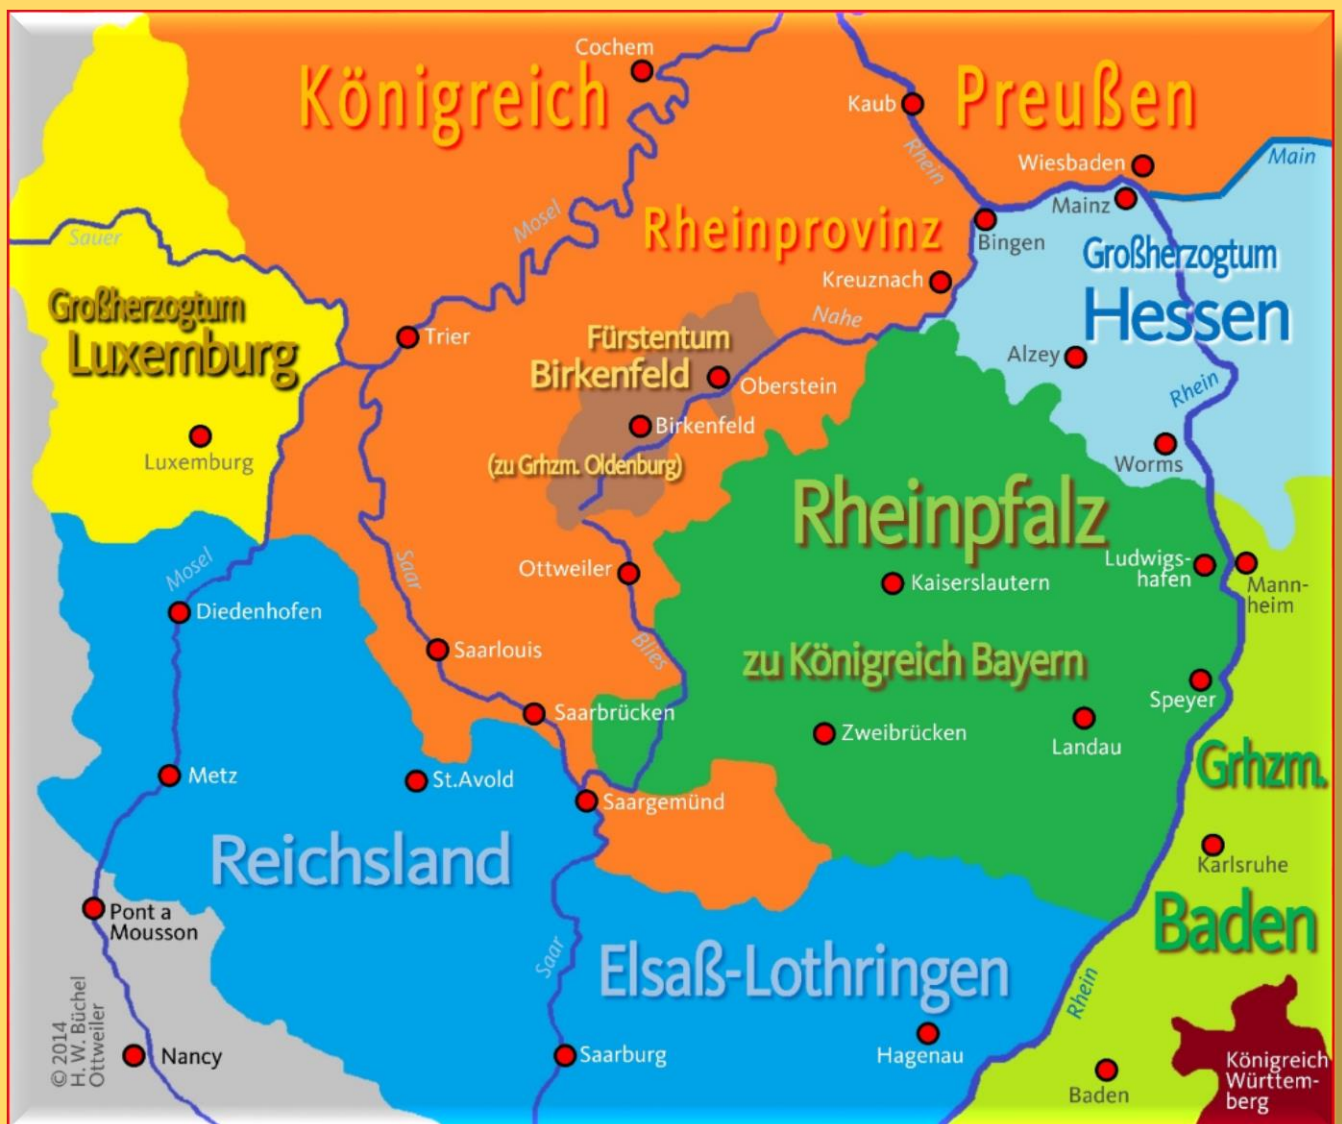 Cochem
Königreich
Preußen
Kaub
Rhein
Wiesbaden
Main
Mainz
Mosel
Rheinprovinz
Bingen
Sauer
Großherzogtum
Hessen
Kreuznach
Großherzogtum
Luxemburg
Nahe
Trier
Fürstentum
Birkenfeld
Alzey
Oberstein
Rhein
Birkenfeld
Luxemburg
(zu Grhzm. Oldenburg)
Worms
Rheinpfalz
Mosel
Saar
Ottweiler
Kaiserslautern
Ludwigs-
hafen
Mann-
heim
Diedenhofen
Saarlouis
Blies
zu Königreich Bayern
Speyer
Saarbrücken
Zweibrücken
Landau
Metz
St.Avold
Grhzm.
Saargemünd
Reichsland
Karlsruhe
Pont a
Mousson
Baden
Saar
Elsaß-Lothringen
Rhein
© 2014
H. W. Büchel
Ottweiler
Nancy
Saarburg
Hagenau
Baden
Königreich
Württem-
berg